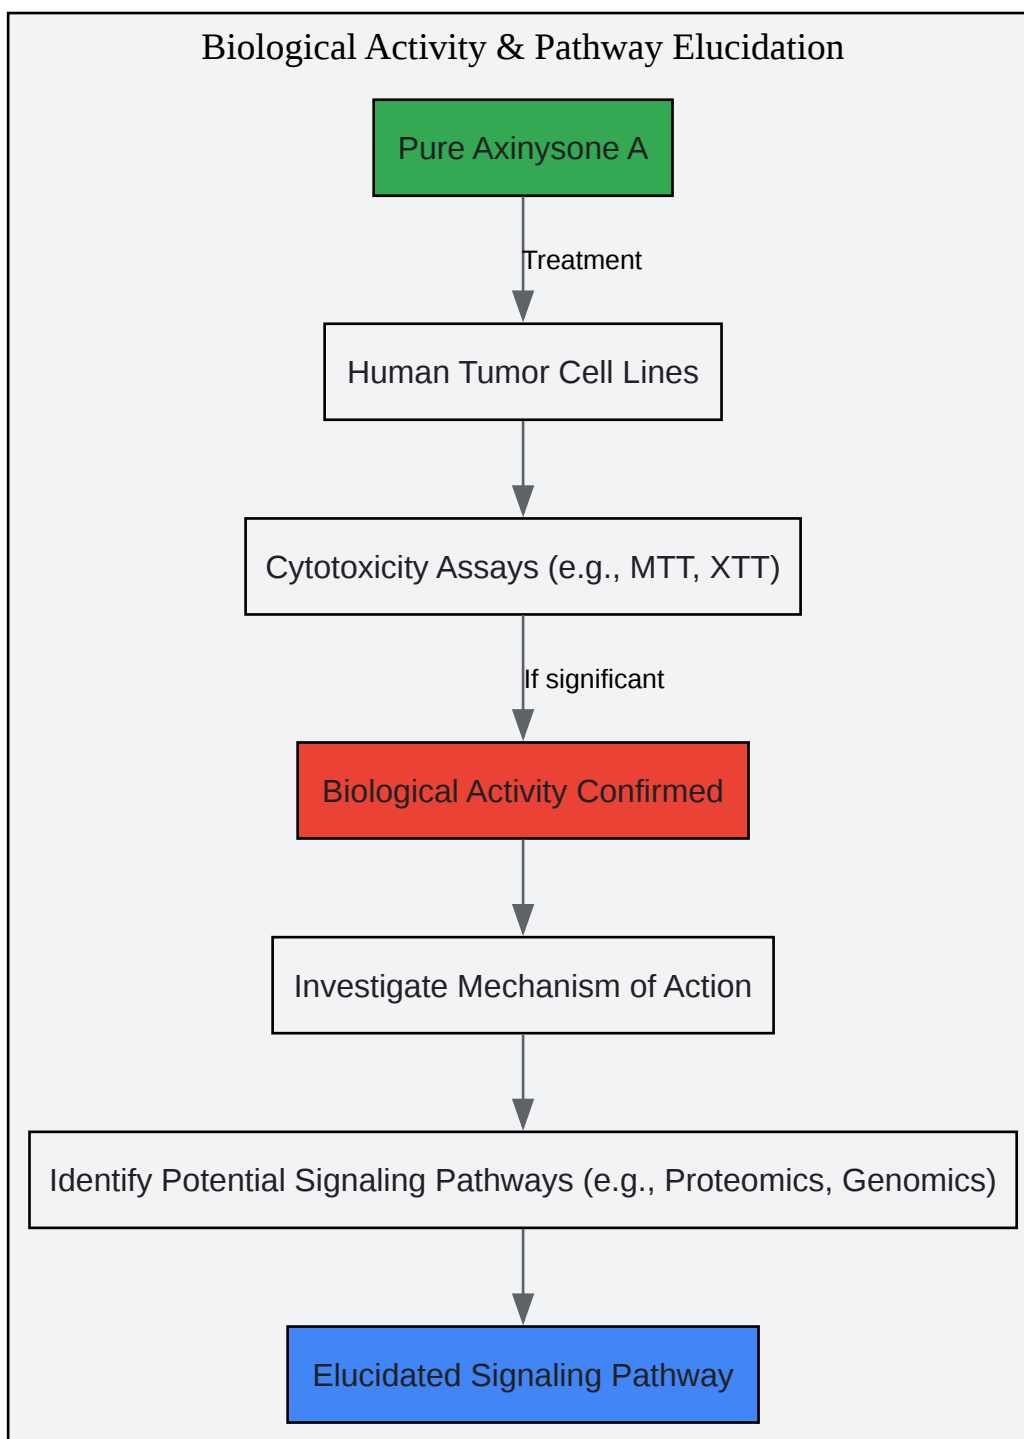 Biological Activity & Pathway Elucidation
Pure Axinysone A
Treatment
Human Tumor Cell Lines
Cytotoxicity Assays (e.g., MTT, XTT)
If significant
Biological Activity Confirmed
Investigate Mechanism of Action
Identify Potential Signaling Pathways (e.g., Proteomics, Genomics)
Elucidated Signaling Pathway